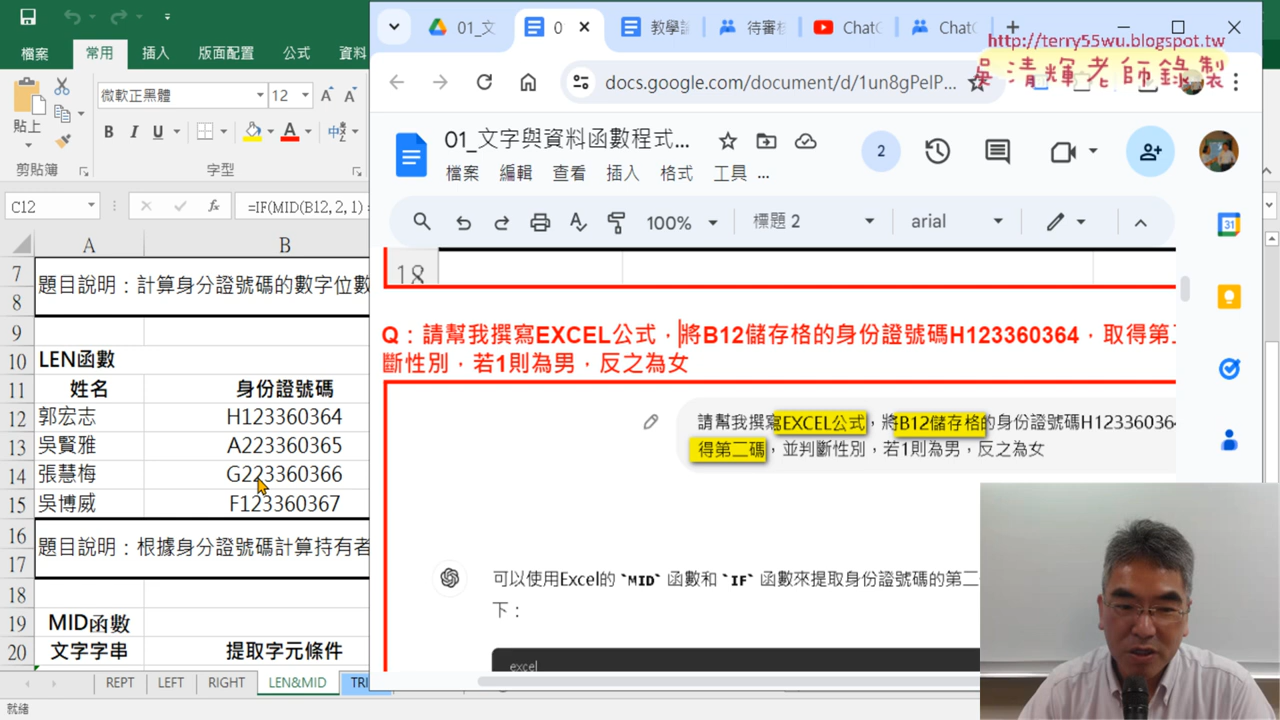 檔案
常用
插入
版面配置
公式
資料
貼上
微軟正黑體
12
B I U
A
剪貼簿
字型
C12
=IF(MID(B12, 2, 1)
A
B
7
題目說明：計算身分證號碼的數字位數
8
9
10
LEN函數
11
姓名
身份證號碼
12
郭宏志
H123360364
13
吳賢雅
A223360365
14
張慧梅
G223360366
15
吳博威
F123360367
16
題目說明：根據身分證號碼計算持有者
17
18
19
MID函數
20
文字字串
提取字元條件
REPT
LEFT
RIGHT
LEN&MID
TRI
就緒
01_文
0
教學
待審
ChatG
Chat
http://terry55wu.blogspot.tw
吳清輝老師錄製
docs.google.com/document/d/1un8gPelP...
01_文字與資料函數程式...
2
檔案
編輯
查看
插入
格式
工具
...
100%
標題 2
arial
31
18
Q：請幫我撰寫EXCEL公式，將B12儲存格的身份證號碼H123360364，取得第
斷性別，若1則為男，反之為女
請幫我撰寫EXCEL公式，將B12儲存格的身份證號碼H12336036
得第二碼，並判斷性別，若1則為男，反之為女
可以使用Excel的 `MID` 函數和 `IF` 函數來提取身份證號碼的第二
下：
excel